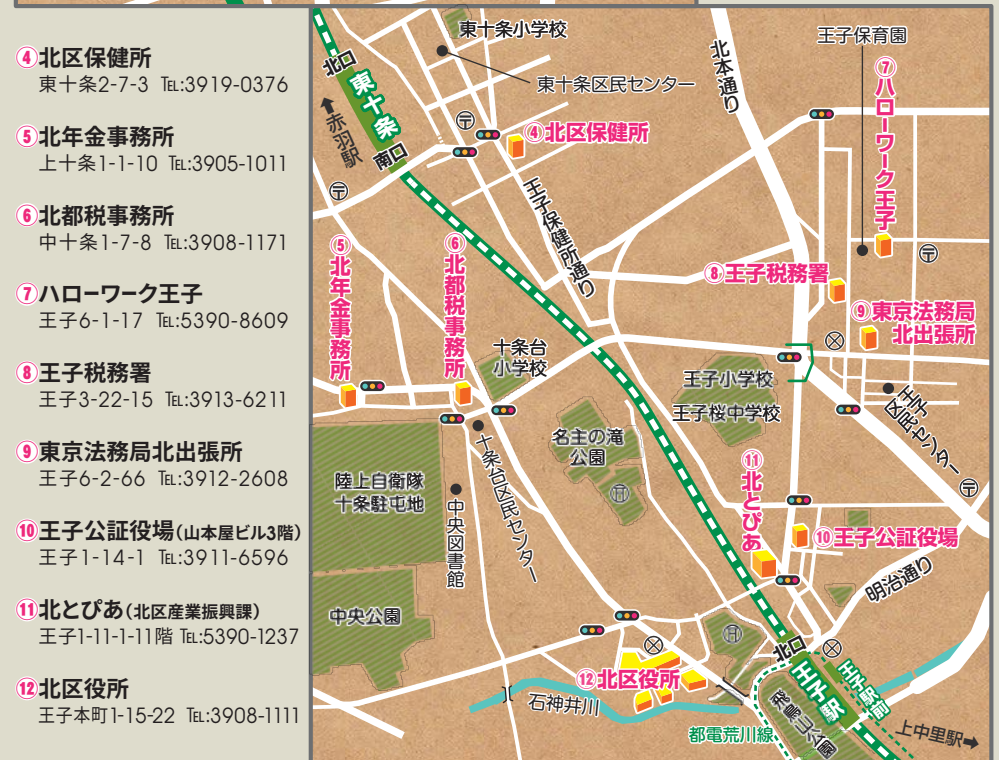 ④北区保健所
東十条2-7-3 TEL:3919-0376
⑤北年金事務所
上十条1-1-10 TEL:3905-1011
⑥北都税事務所
中十条1-7-8 TEL:3908-1171
⑦ハローワーク王子
王子6-1-17 TEL:5390-8609
⑧王子税務署
王子3-22-15 TEL:3913-6211
⑨東京法務局北出張所
王子6-2-66 TEL:3912-2608
⑩王子公証役場(山本屋ビル3階)
王子1-14-1 TEL:3911-6596
⑪北とぴあ(北区産業振興課)
王子1-11-1-11階 TEL:5390-1237
⑫北区役所
王子本町1-15-22 TEL:3908-1111
東十条小学校
東十条区民センター
北口
東十条
南口
←赤羽駅
〒
〒
④北区保健所
王子保健所通り
北本通り
王子保育園
⑦ハローワーク王子
〒
⑧王子税務署
⑨東京法務局
北出張所
⑤北年金事務所
⑥北都税事務所
十条台
小学校
王子小学校
王子桜中学校
王子
区民センター
〒
名主の滝
公園
陸上自衛隊
十条駐屯地
十条台区民センター
中央図書館
中央公園
⑪北とぴあ
⑩王子公証役場
明治通り
⑫北区役所
石神井川
北口
王子駅
王子駅前
飛鳥山公園
都電荒川線
上中里駅→